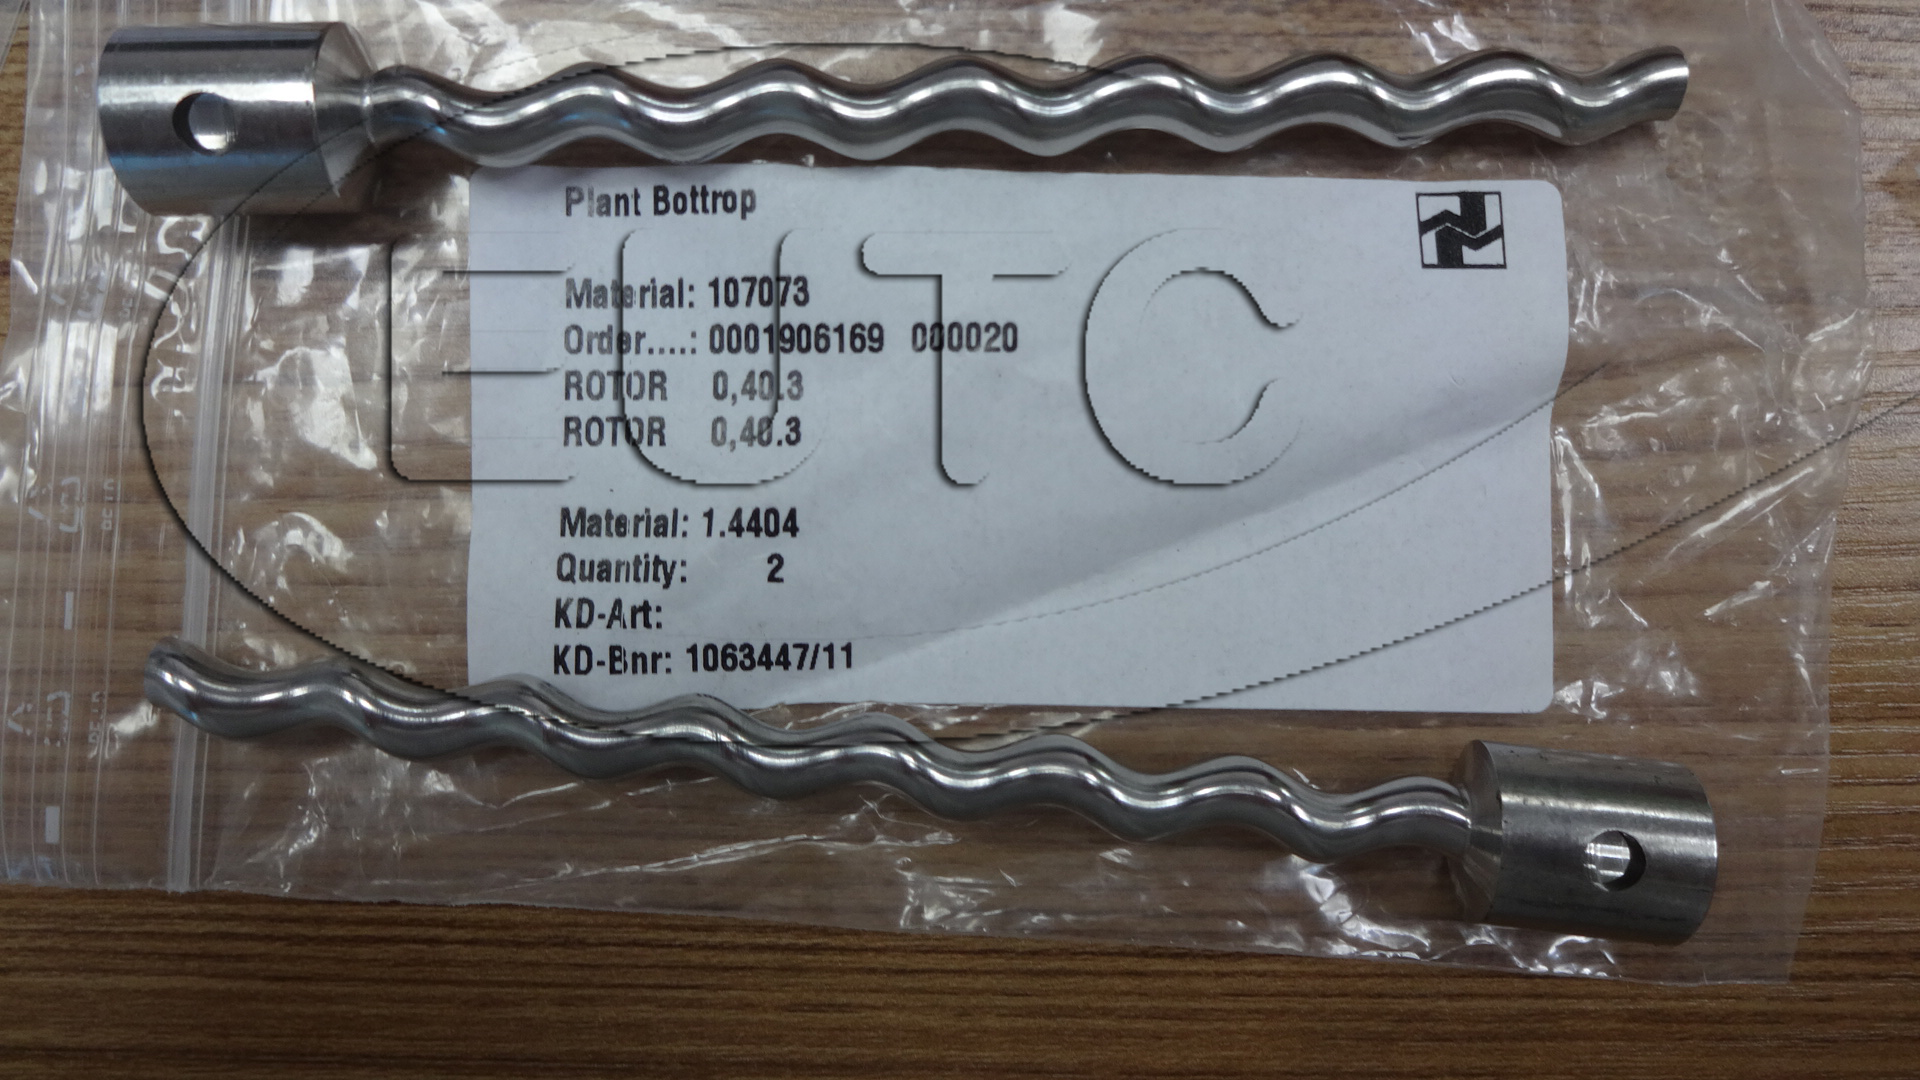 Plant Bottrop
Material: 107073
Order....: 0001906169 000020
ROTOR 0,40.3
ROTOR 0,40.3
Material: 1.4404
Quantity: 2
KD-Art:
KD-Bnr: 1063447/11
EUTC